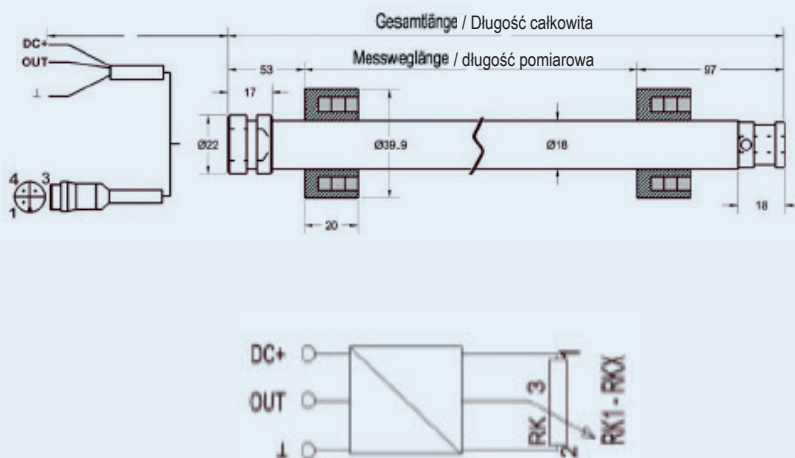 Gesamtlänge / Długość całkowita
DC+
OUT
⊥
Messweglänge / długość pomiarowa
53
97
17
Ø22
Ø39.9
Ø18
4 3
1
20
18
DC+
OUT
⊥
1
3
2
RK
RK1 - RKX